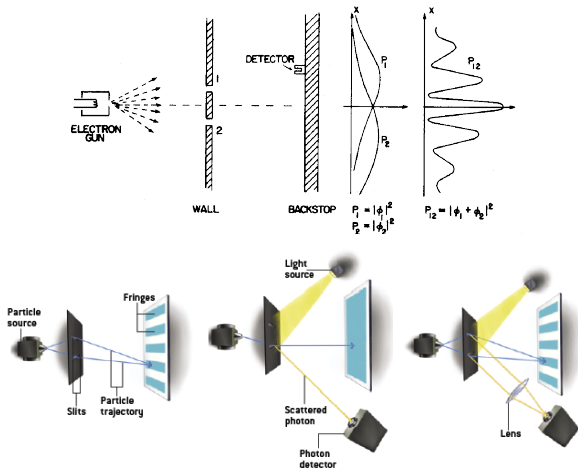 X
X
1
DETECTOR
P₁
P₁₂
ELECTRON
GUN
2
P₂
WALL
BACKSTOP
P₁ = |ϕ₁|²
P₂ = |ϕ₂|²
P₁₂ = |ϕ₁ + ϕ₂|²
Light
source
Particle
source
Fringes
Slits
Particle
trajectory
Scattered
photon
Photon
detector
Lens